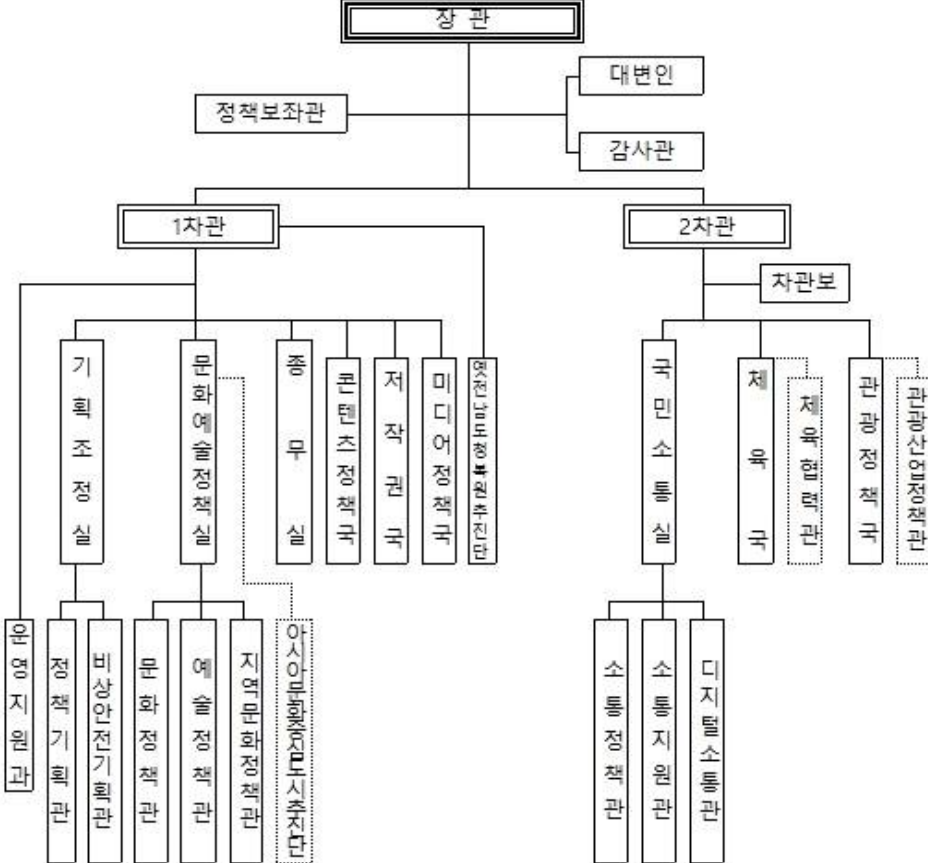 장 관
대변인
정책보좌관
감사관
1차관
2차관
차관보
기획조정실
문화예술정책실
종무실
콘텐츠정책국
저작권국
미디어정책국
옛전남도청복원추진단
국민소통실
체육국
체육협력관
관광정책국
관광산업정책관
운영지원과
정책기획관
비상안전기획관
문화정책관
예술정책관
지역문화정책관
아시아문화중심도시추진단
소통정책관
소통지원관
디지털소통관